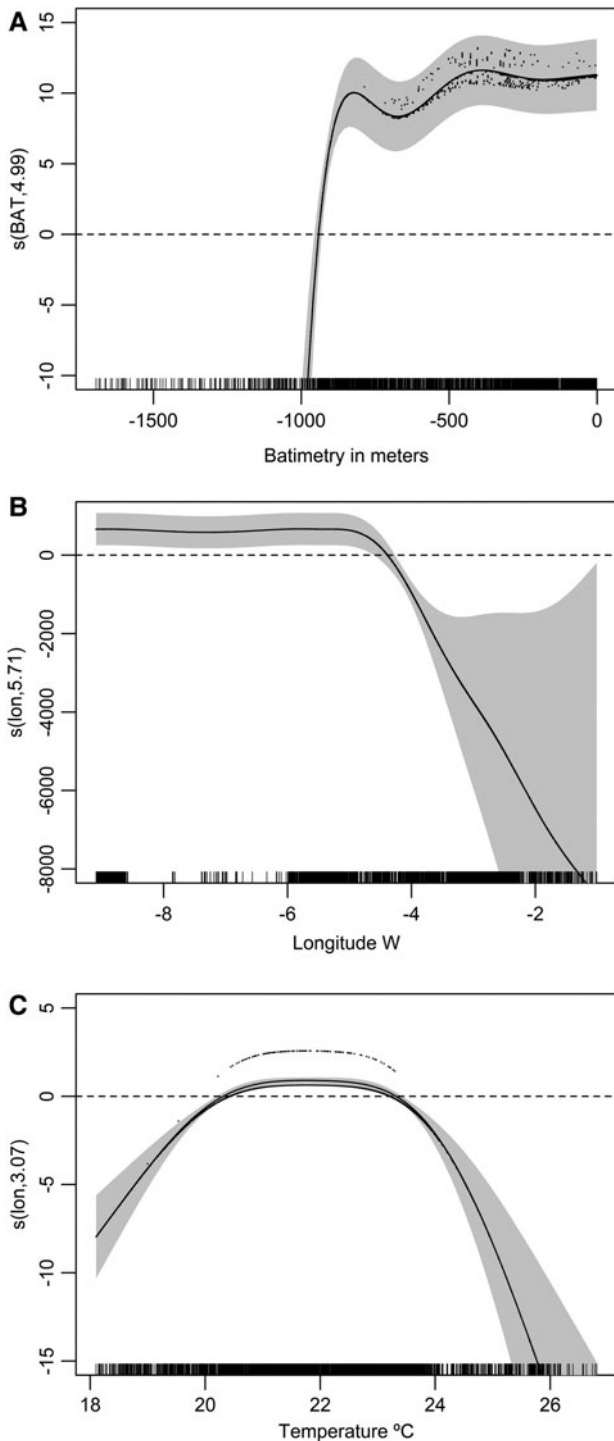 A
15
10
5
0
-5
-10
s(BAT,4.99)
-1500 -1000 -500 0
Batimetry in meters
B
0
-2000
-4000
-6000
-8000
s(lon,5.71)
-8 -6 -4 -2
Longitude W
C
5
0
-5
-10
-15
s(lon,3.07)
18 20 22 24 26
Temperature ºC